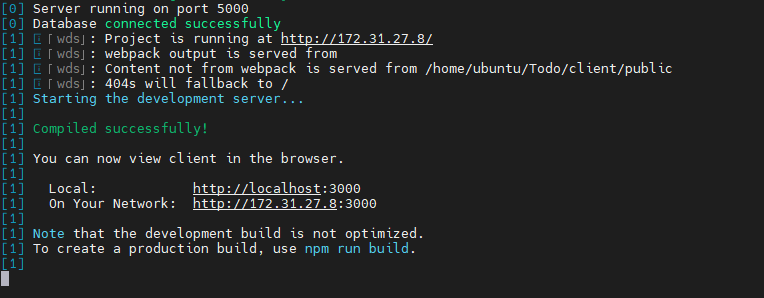 [0] Server running on port 5000
[0] Database connected successfully
[1] ℹ ｢wds｣: Project is running at http://172.31.27.8/
[1] ℹ ｢wds｣: webpack output is served from
[1] ℹ ｢wds｣: Content not from webpack is served from /home/ubuntu/Todo/client/public
[1] ℹ ｢wds｣: 404s will fallback to /
[1] Starting the development server...
[1]
[1] Compiled successfully!
[1]
[1] You can now view client in the browser.
[1]
[1]   Local:            http://localhost:3000
[1]   On Your Network:  http://172.31.27.8:3000
[1]
[1] Note that the development build is not optimized.
[1] To create a production build, use npm run build.
[1]